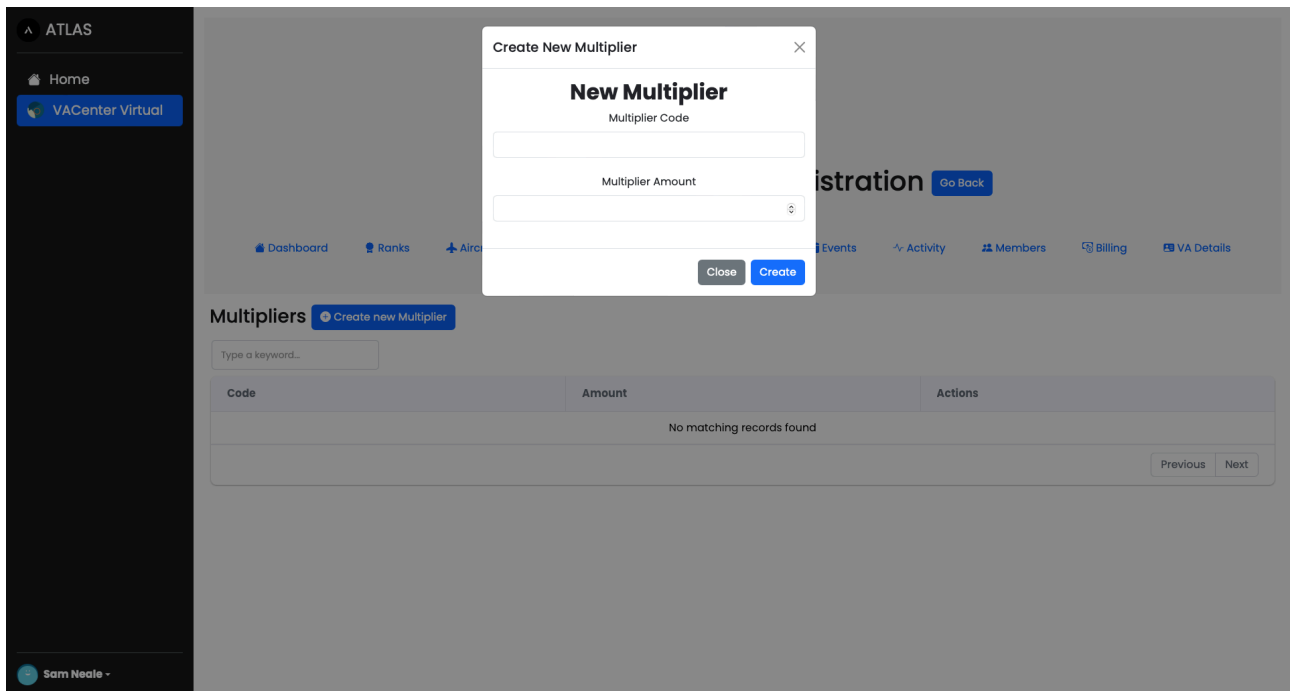 ATLAS
Home
VACenter Virtual
Create New Multiplier
New Multiplier
Multiplier Code
Multiplier Amount
Close Create
istration Go Back
Dashboard Ranks Airc Events Activity Members Billing VA Details
Multipliers Create new Multiplier
Type a keyword...
Code Amount Actions
No matching records found
Previous Next
Sam Neale